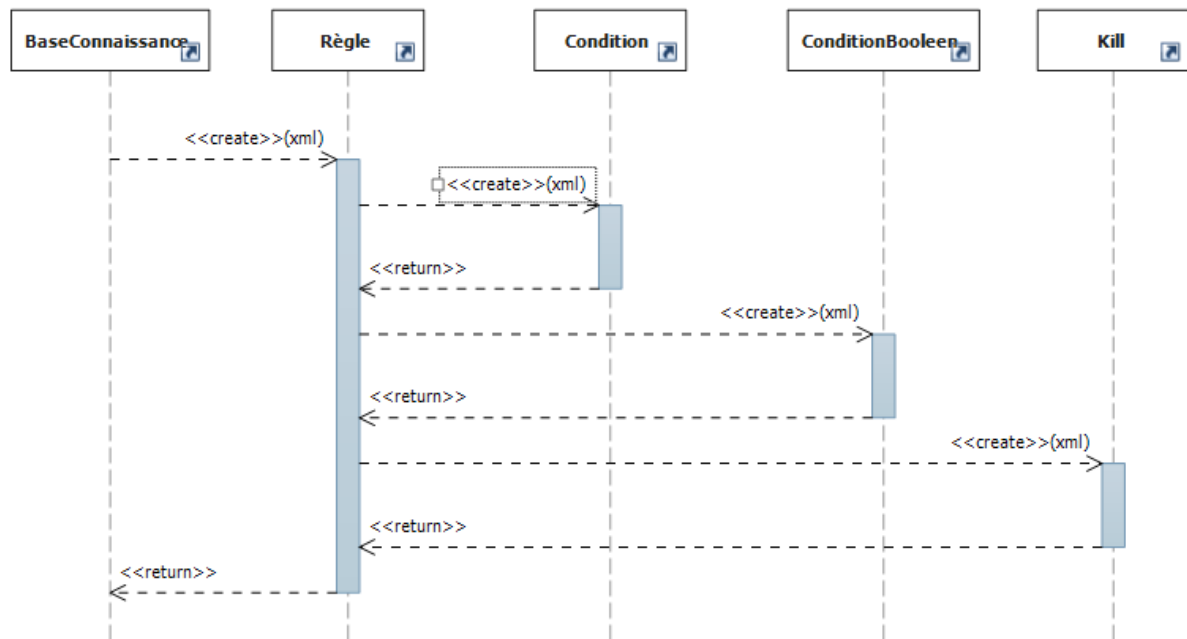 BaseConnaissance
Règle
Condition
ConditionBooleen
Kill
<<create>>(xml)
<<create>>(xml)
<<return>>
<<create>>(xml)
<<return>>
<<create>>(xml)
<<return>>
<<return>>